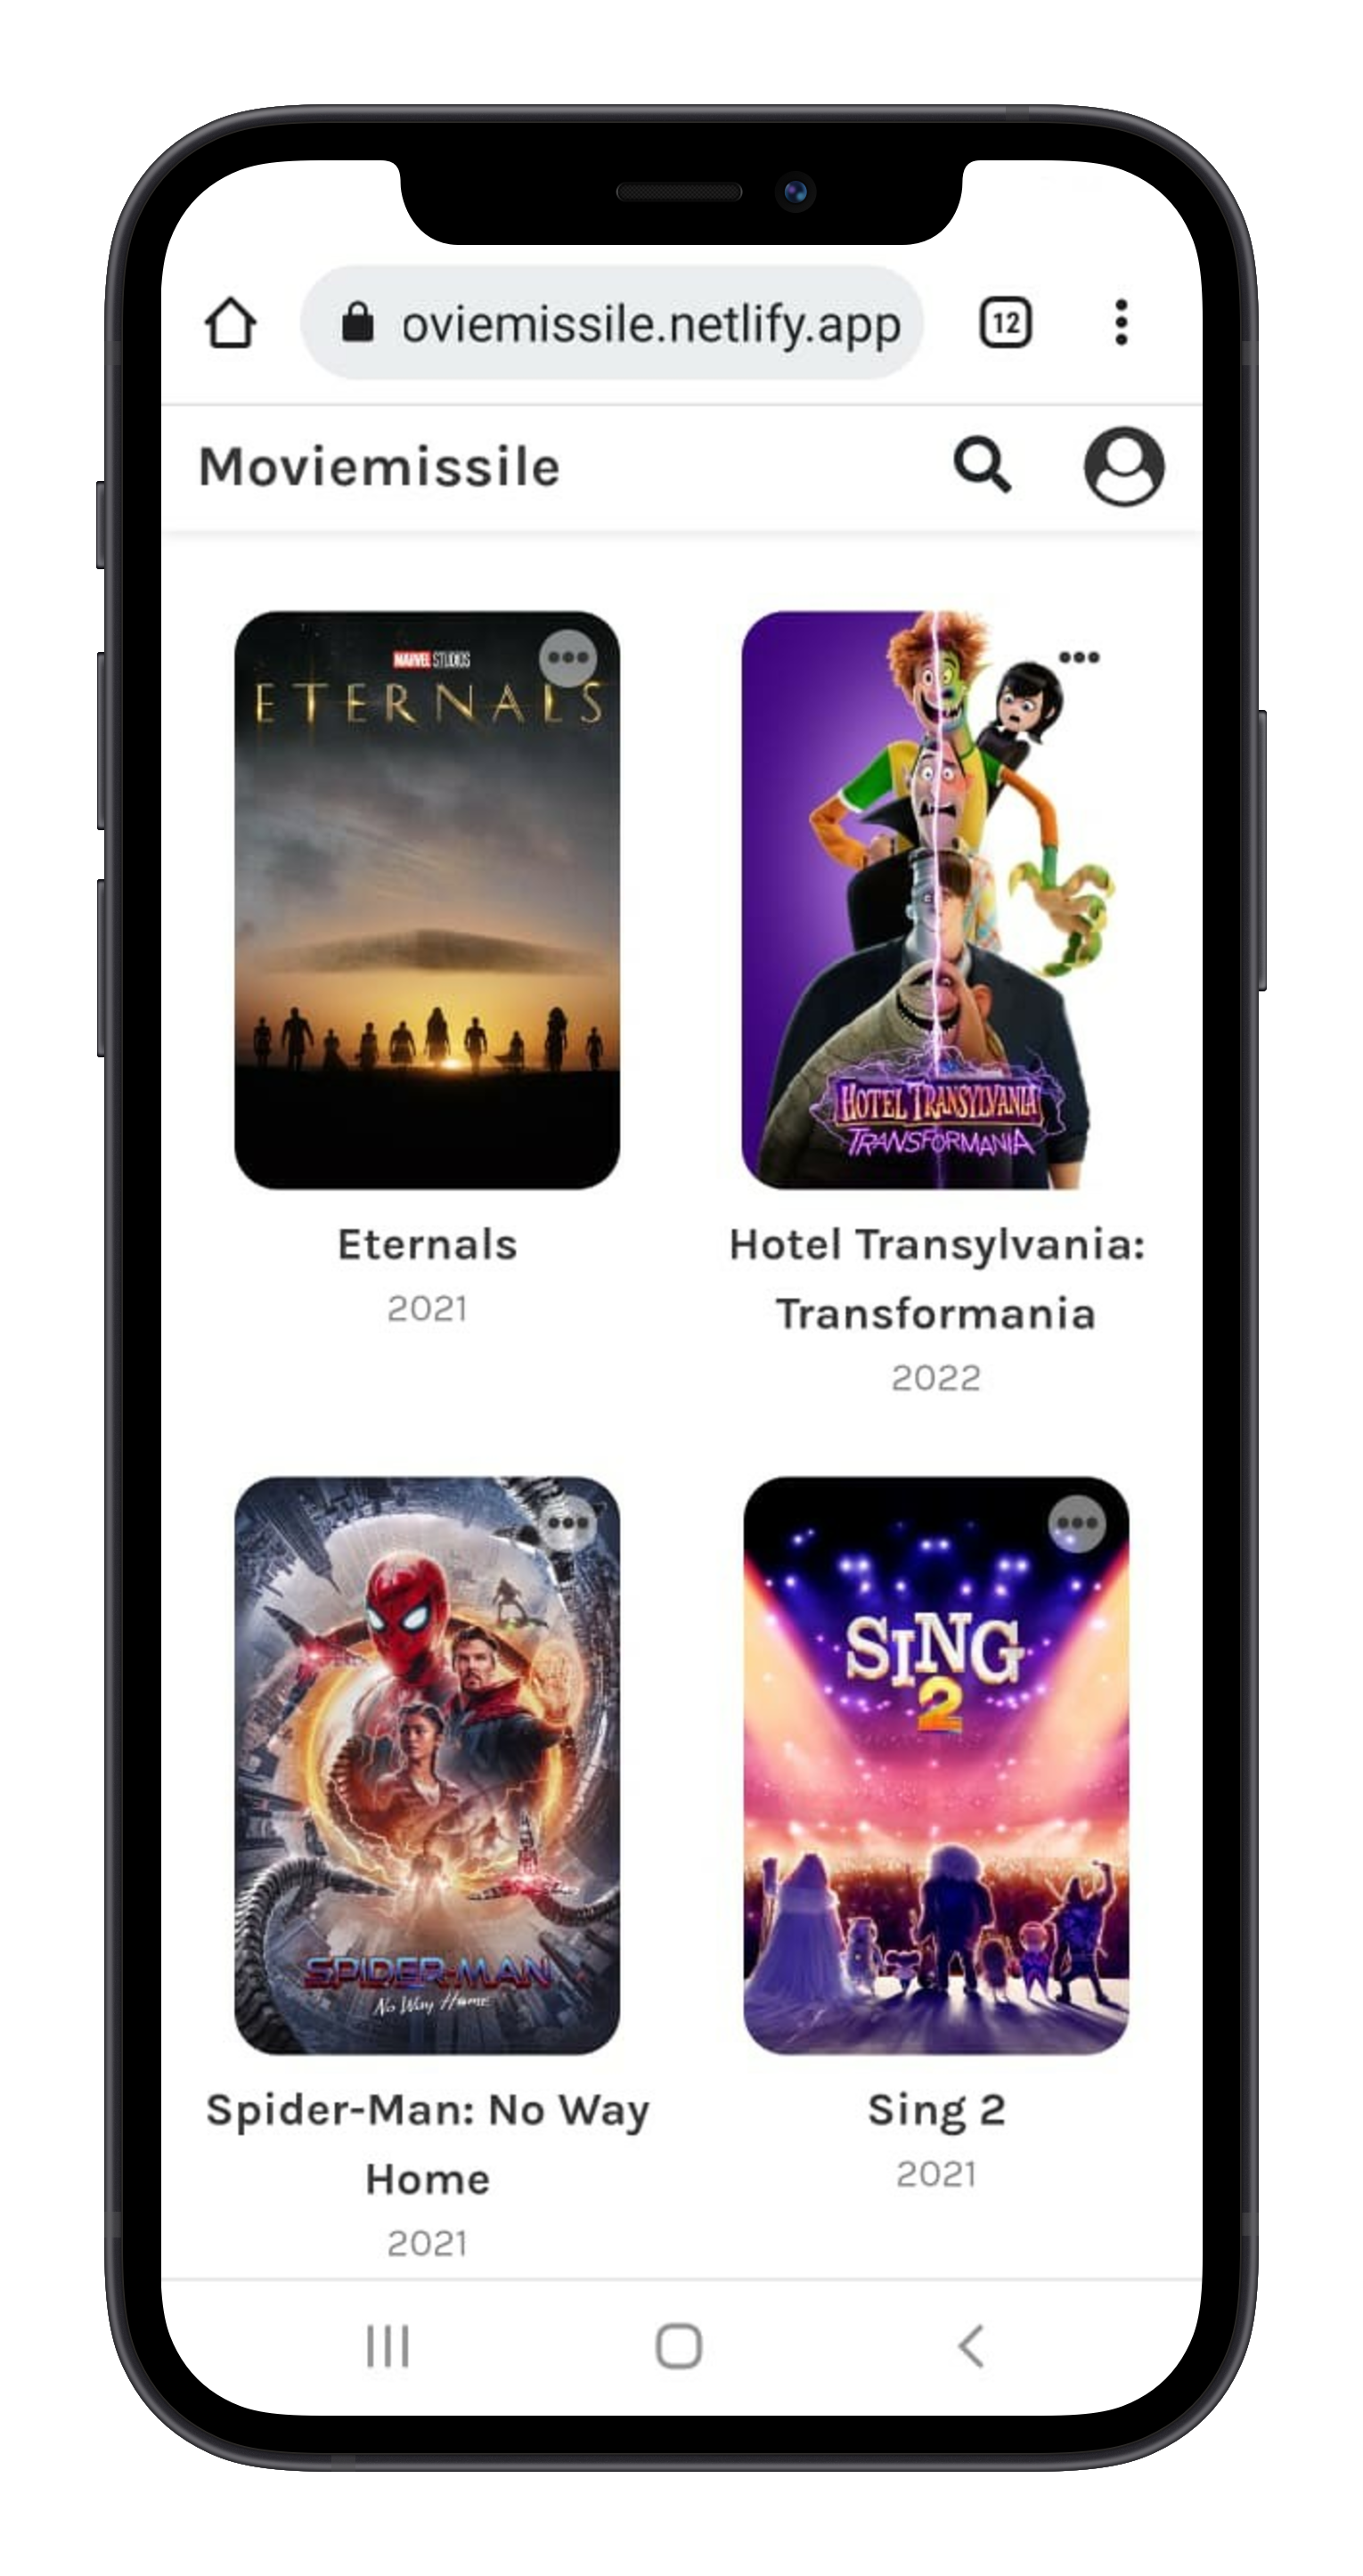 oviemissile.netlify.app
12
Moviemissile
MARVEL STUDIOS
ETERNALS
HOTEL TRANSYLVANIA
TRANSFORMANIA
Eternals
2021
Hotel Transylvania:
Transformania
2022
SPIDER-MAN
No Way Home
SING
2
Spider-Man: No Way
Home
2021
Sing 2
2021